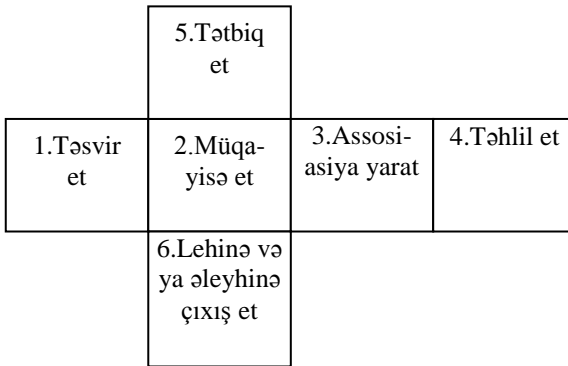 5.Tətbiq
et
1.Təsvir
et
2.Müqa-
yisə et
3.Assosi-
asiya yarat
4.Təhlil et
6.Lehinə və
ya əleyhinə
çıxış et